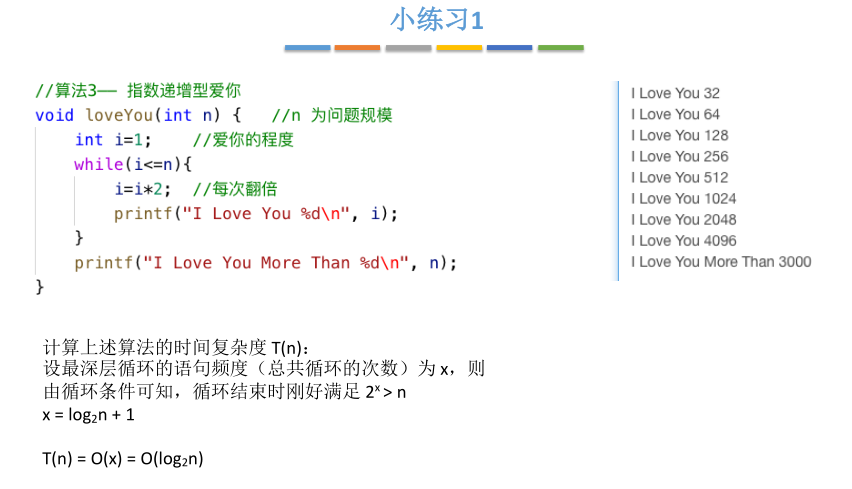 小练习1
//算法3—— 指数递增型爱你
void loveYou(int n) {   //n 为问题规模
    int i=1;    //爱你的程度
    while(i<=n){
        i=i*2;  //每次翻倍
        printf("I Love You %d\n", i);
    }
    printf("I Love You More Than %d\n", n);
}
I Love You 32
I Love You 64
I Love You 128
I Love You 256
I Love You 512
I Love You 1024
I Love You 2048
I Love You 4096
I Love You More Than 3000
计算上述算法的时间复杂度 T(n)：
设最深层循环的语句频度（总共循环的次数）为 x，则
由循环条件可知，循环结束时刚好满足 2ˣ > n
x = log₂n + 1
T(n) = O(x) = O(log₂n)